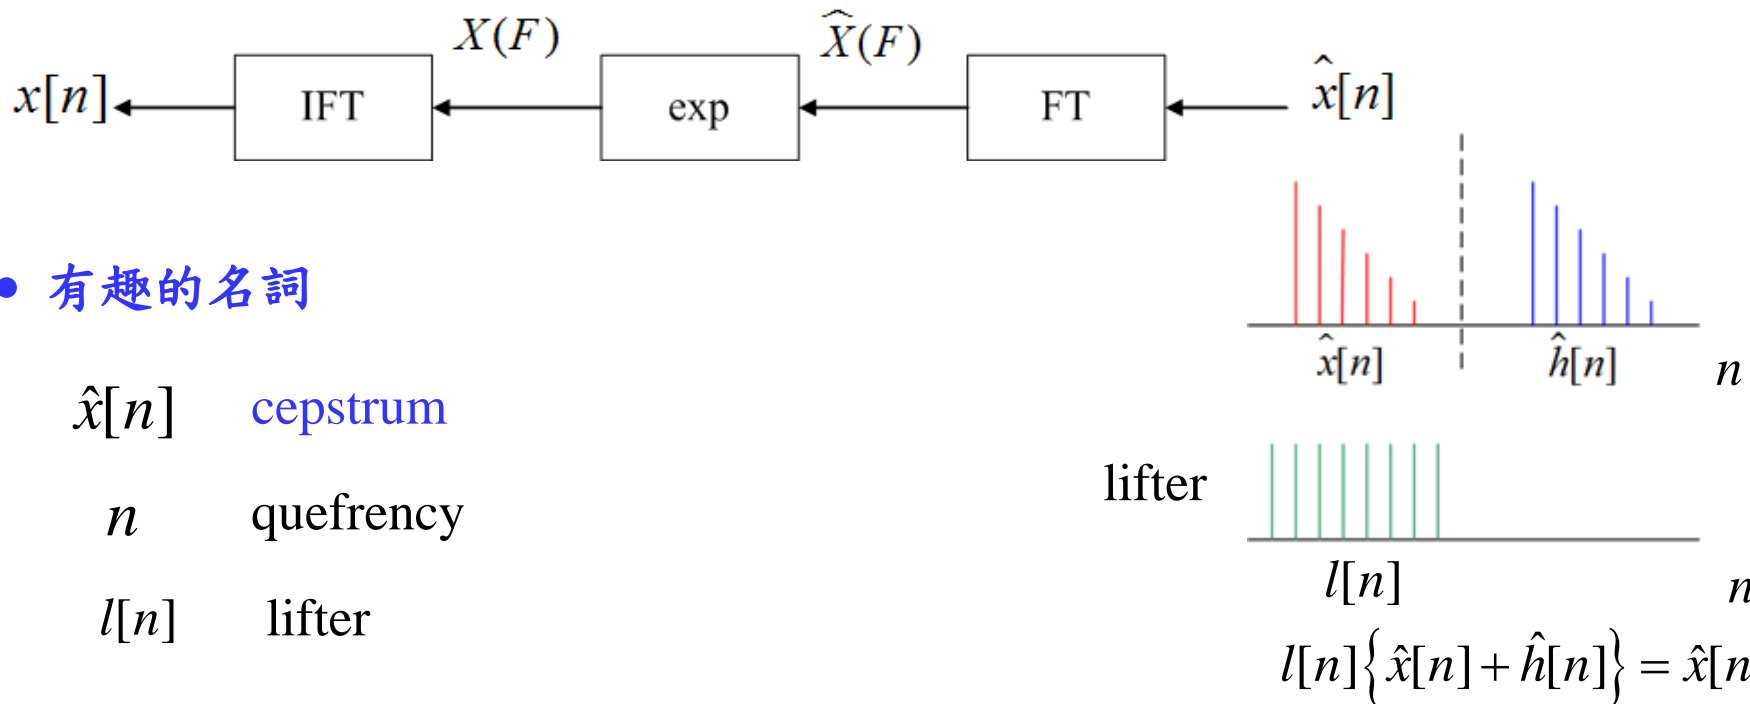 X(F) X̂(F)
x[n] IFT exp FT x̂[n]
• 有趣的名詞
x̂[n] ĥ[n] n
x̂[n] cepstrum
lifter
n quefrency
l[n] n
l[n] lifter
l[n]{x̂[n] + ĥ[n]} = x̂[n